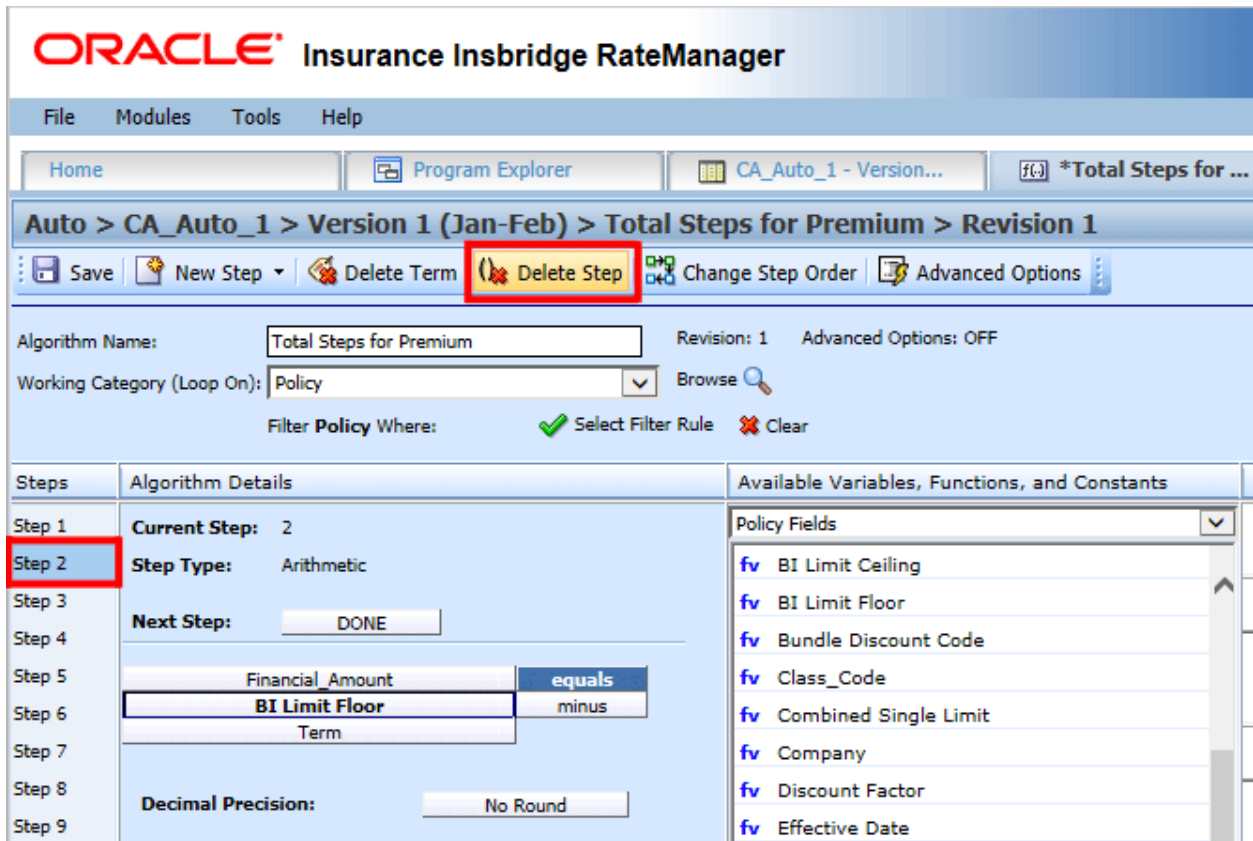 ORACLE Insurance Insbridge RateManager
File Modules Tools Help
Home Program Explorer CA_Auto_1 - Version... f(.) *Total Steps for ...
Auto > CA_Auto_1 > Version 1 (Jan-Feb) > Total Steps for Premium > Revision 1
Save New Step Delete Term () Delete Step Change Step Order Advanced Options
Algorithm Name: Total Steps for Premium Revision: 1 Advanced Options: OFF
Working Category (Loop On): Policy Browse
Filter Policy Where: Select Filter Rule Clear
Steps Algorithm Details Available Variables, Functions, and Constants
Step 1 Current Step: 2 Policy Fields
Step 2 Step Type: Arithmetic fv BI Limit Ceiling
Step 3 fv BI Limit Floor
Next Step: DONE
Step 4 fv Bundle Discount Code
Step 5 Financial_Amount equals fv Class_Code
Step 6 BI Limit Floor minus fv Combined Single Limit
Term
Step 7 fv Company
Step 8 Decimal Precision: No Round fv Discount Factor
Step 9 fv Effective Date